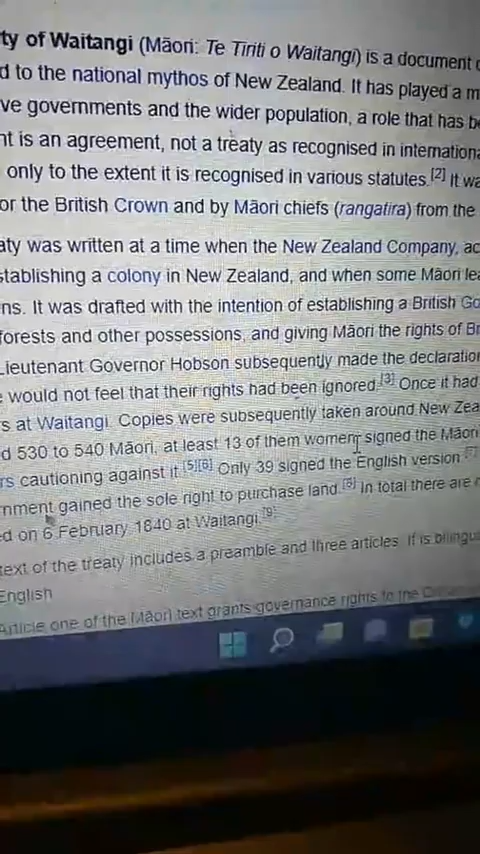 ty of Waitangi (Māori: Te Tiriti o Waitangi) is a document
d to the national mythos of New Zealand. It has played a m
ve governments and the wider population, a role that has be
nt is an agreement, not a treaty as recognised in internationa
only to the extent it is recognised in various statutes.[2] It wa
or the British Crown and by Māori chiefs (rangatira) from the
aty was written at a time when the New Zealand Company, ac
stablishing a colony in New Zealand, and when some Māori lea
ns. It was drafted with the intention of establishing a British Go
forests and other possessions, and giving Māori the rights of Br
Lieutenant Governor Hobson subsequently made the declaration
e would not feel that their rights had been ignored.[3] Once it had
s at Waitangi. Copies were subsequently taken around New Zea
d 530 to 540 Māori, at least 13 of them women, signed the Māori
rs cautioning against it.[5][6] Only 39 signed the English version.[7]
rnment gained the sole right to purchase land.[8] In total there are
ed on 6 February 1840 at Waitangi.[9]
text of the treaty includes a preamble and three articles. It is bilingu
English
Article one of the Māori text grants governance rights to the